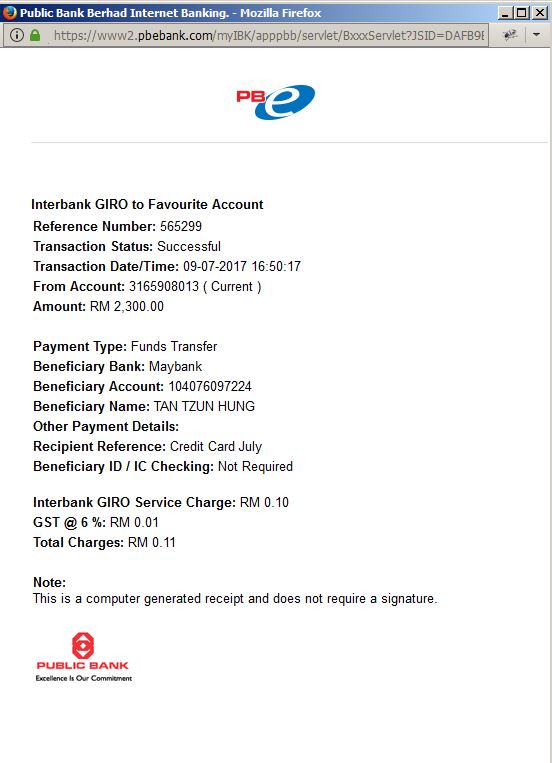 Public Bank Berhad Internet Banking. - Mozilla Firefox
https://www2.pbebank.com/myIBK/apppbb/servlet/BxxxServlet?JSID=DAFB9E
PB e
Interbank GIRO to Favourite Account
Reference Number: 565299
Transaction Status: Successful
Transaction Date/Time: 09-07-2017 16:50:17
From Account: 3165908013 ( Current )
Amount: RM 2,300.00
Payment Type: Funds Transfer
Beneficiary Bank: Maybank
Beneficiary Account: 104076097224
Beneficiary Name: TAN TZUN HUNG
Other Payment Details:
Recipient Reference: Credit Card July
Beneficiary ID / IC Checking: Not Required
Interbank GIRO Service Charge: RM 0.10
GST @ 6 %: RM 0.01
Total Charges: RM 0.11
Note:
This is a computer generated receipt and does not require a signature.
PUBLIC BANK
Excellence Is Our Commitment